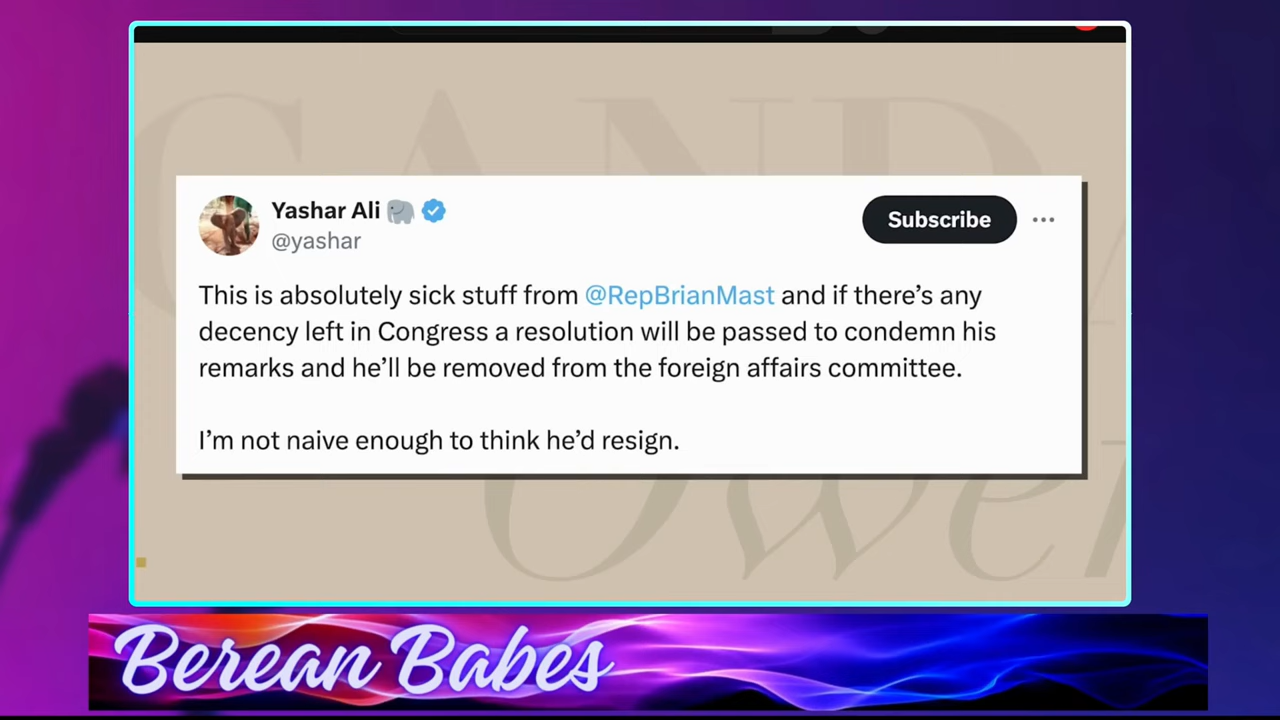 CANDA
Yashar Ali 🐘
@yashar
Subscribe
This is absolutely sick stuff from @RepBrianMast and if there’s any
decency left in Congress a resolution will be passed to condemn his
remarks and he’ll be removed from the foreign affairs committee.
I’m not naive enough to think he’d resign.
Owen
Berean Babes